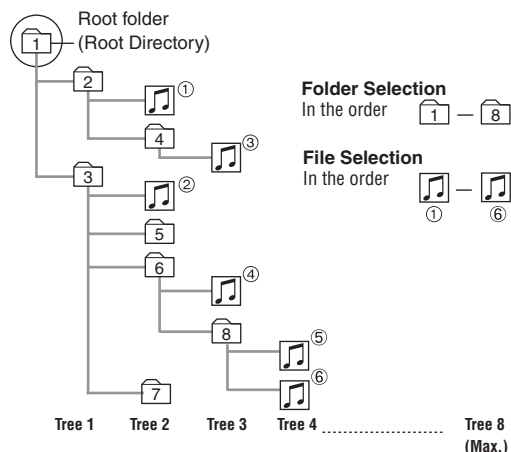 Root folder
(Root Directory)
1
2
①
4
③
3
②
5
6
④
8
⑤
⑥
7
Folder Selection
In the order 1 – 8
File Selection
In the order –
① ⑥
Tree 1 Tree 2 Tree 3 Tree 4 ........................ Tree 8
(Max.)